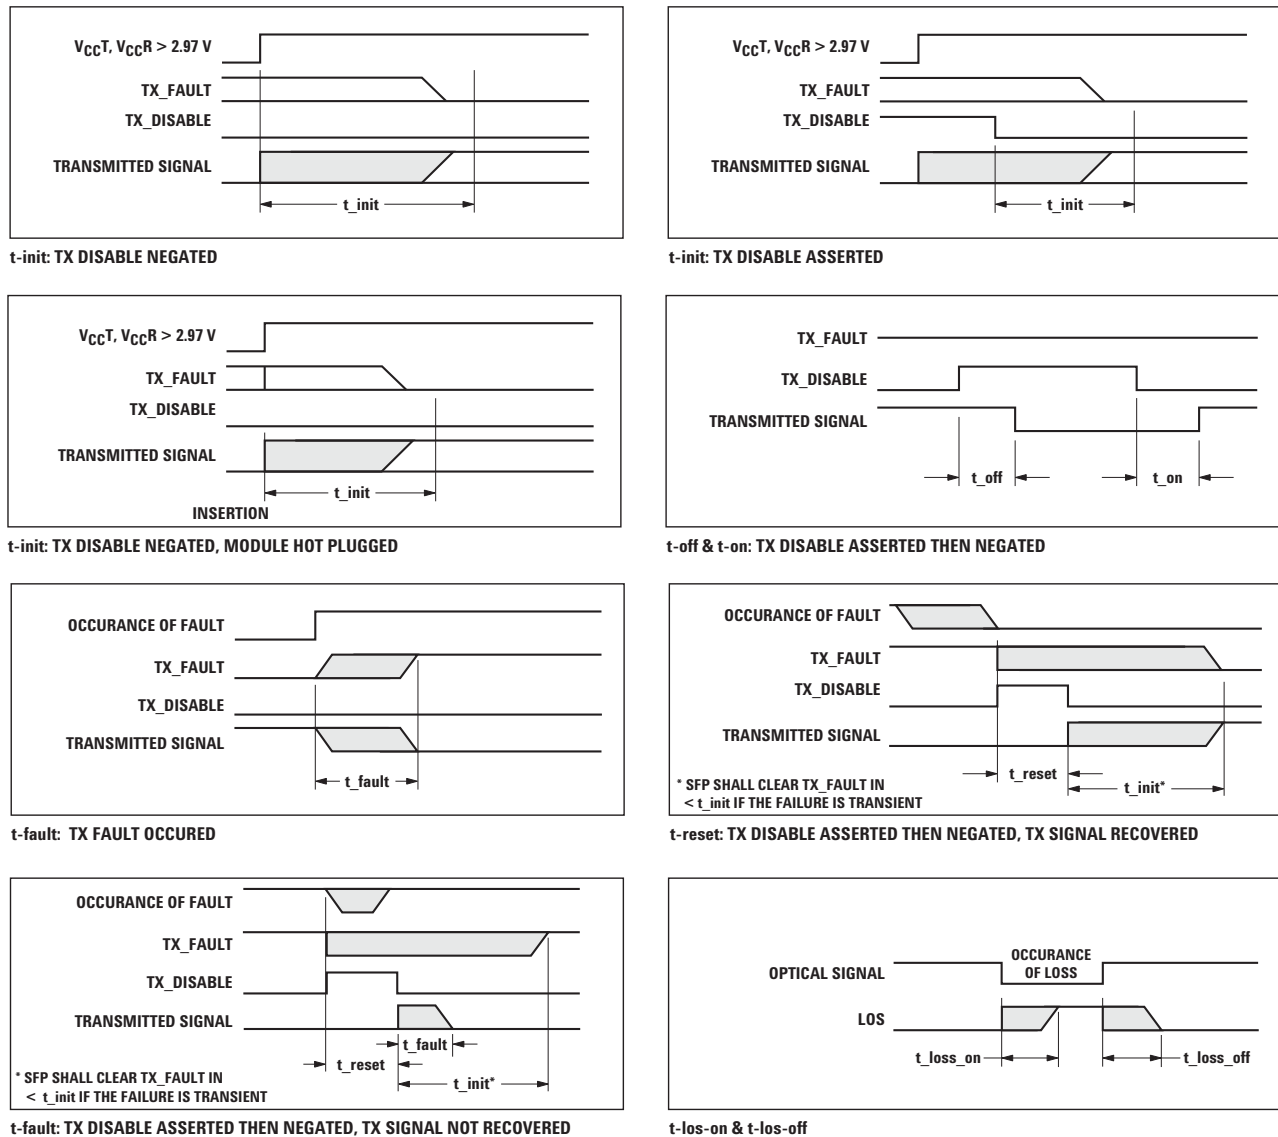 VCCT, VCCR > 2.97 V
TX_FAULT
TX_DISABLE
TRANSMITTED SIGNAL
t_init
t-init: TX DISABLE NEGATED
VCCT, VCCR > 2.97 V
TX_FAULT
TX_DISABLE
TRANSMITTED SIGNAL
t_init
t-init: TX DISABLE ASSERTED
VCCT, VCCR > 2.97 V
TX_FAULT
TX_DISABLE
TRANSMITTED SIGNAL
t_init
INSERTION
t-init: TX DISABLE NEGATED, MODULE HOT PLUGGED
TX_FAULT
TX_DISABLE
TRANSMITTED SIGNAL
t_off
t_on
t-off & t-on: TX DISABLE ASSERTED THEN NEGATED
OCCURANCE OF FAULT
TX_FAULT
TX_DISABLE
TRANSMITTED SIGNAL
t_fault
t-fault: TX FAULT OCCURED
OCCURANCE OF FAULT
TX_FAULT
TX_DISABLE
TRANSMITTED SIGNAL
t_reset
t_init*
* SFP SHALL CLEAR TX_FAULT IN
< t_init IF THE FAILURE IS TRANSIENT
t-reset: TX DISABLE ASSERTED THEN NEGATED, TX SIGNAL RECOVERED
OCCURANCE OF FAULT
TX_FAULT
TX_DISABLE
TRANSMITTED SIGNAL
t_fault
t_reset
t_init*
* SFP SHALL CLEAR TX_FAULT IN
< t_init IF THE FAILURE IS TRANSIENT
t-fault: TX DISABLE ASSERTED THEN NEGATED, TX SIGNAL NOT RECOVERED
OCCURANCE
OF LOSS
OPTICAL SIGNAL
LOS
t_loss_on
t_loss_off
t-los-on & t-los-off